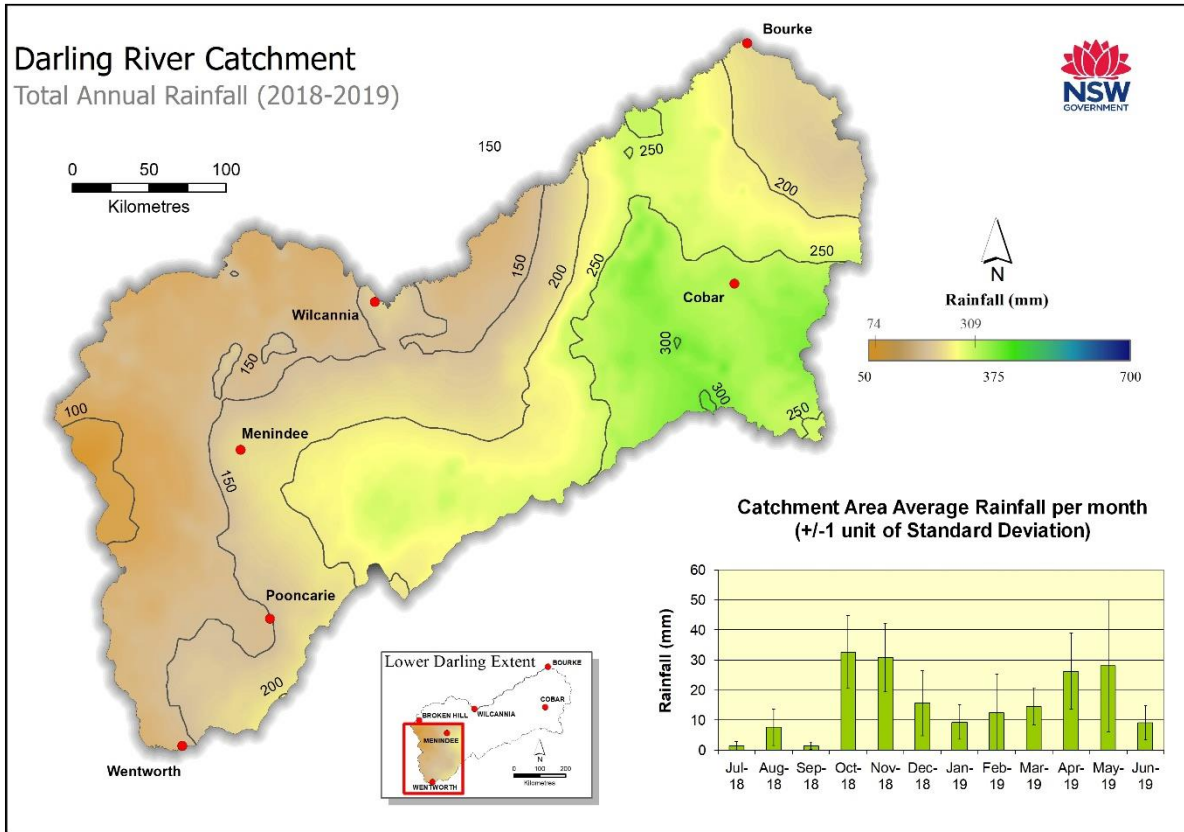 Darling River Catchment
Total Annual Rainfall (2018-2019)
0 50 100
Kilometres
Bourke
NSW
GOVERNMENT
150
250
200
250
150
200
250
N
Rainfall (mm)
74 309
50 375 700
Cobar
Wilcannia
300
150
300
250
100
Menindee
150
Pooncarie
200
Wentworth
Lower Darling Extent
BOURKE
COBAR
WILCANNIA
BROKEN HILL
MENINDEE
N
0 100 200
Kilometres
WENTWORTH
Catchment Area Average Rainfall per month
(+/-1 unit of Standard Deviation)
Rainfall (mm)
60
50
40
30
20
10
0
Jul- Aug- Sep- Oct- Nov- Dec- Jan- Feb- Mar- Apr- May- Jun-
18 18 18 18 18 18 19 19 19 19 19 19